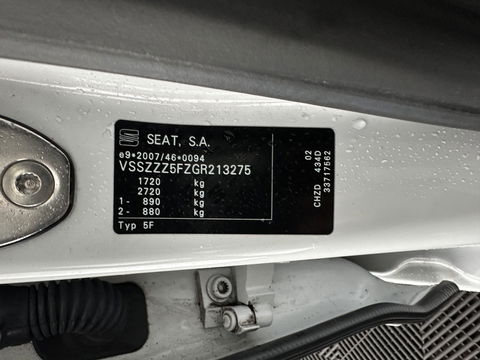 SEAT, S.A.
e9*2007/46*0094
VSSZZZ5FZGR213275
1720 kg
2720 kg
1- 890 kg
2- 880 kg
Typ 5F
02
CHZD 434D
33717562